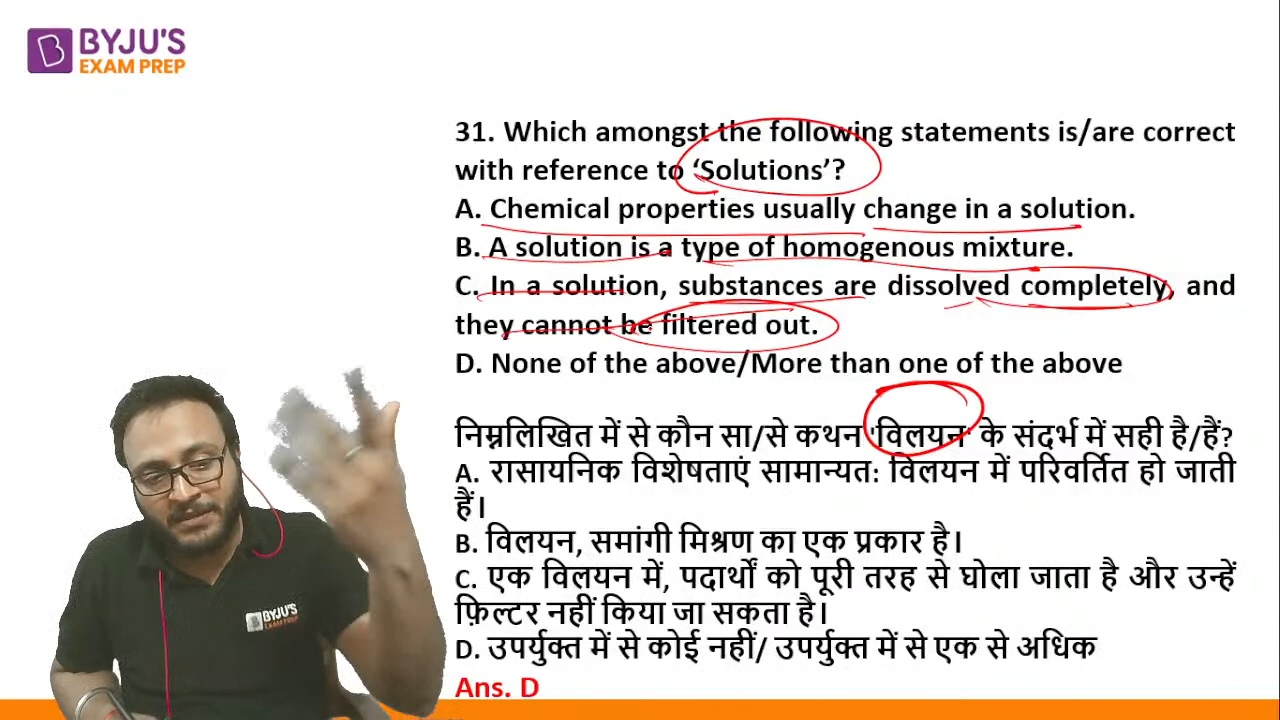 BYJU'S
EXAM PREP
31. Which amongst the following statements is/are correct
with reference to ‘Solutions’?
A. Chemical properties usually change in a solution.
B. A solution is a type of homogenous mixture.
C. In a solution, substances are dissolved completely, and
they cannot be filtered out.
D. None of the above/More than one of the above
निम्नलिखित में से कौन सा/से कथन 'विलयन' के संदर्भ में सही है/हैं?
A. रासायनिक विशेषताएं सामान्यतः विलयन में परिवर्तित हो जाती
हैं।
B. विलयन, समांगी मिश्रण का एक प्रकार है।
C. एक विलयन में, पदार्थों को पूरी तरह से घोला जाता है और उन्हें
फ़िल्टर नहीं किया जा सकता है।
D. उपर्युक्त में से कोई नहीं/ उपर्युक्त में से एक से अधिक
Ans. D
BYJU'S
EXAM PREP